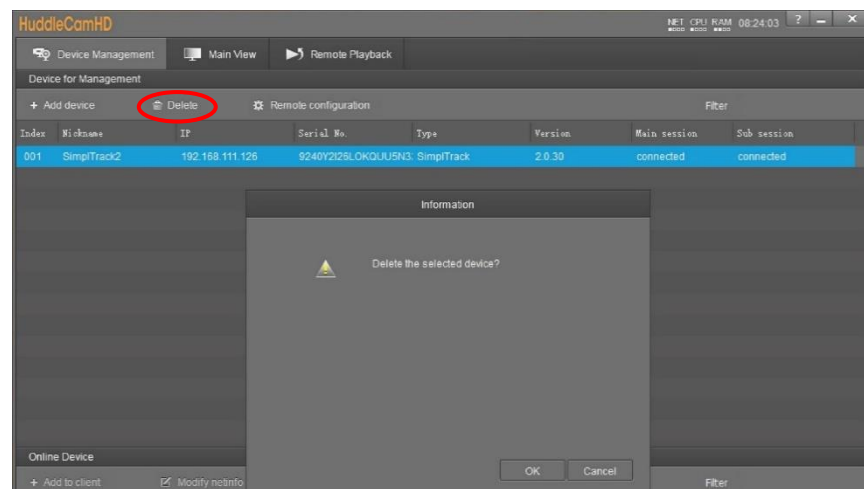 HuddleCamHD NET CPU RAM 08:24:03 ? – ×
Device Management Main View Remote Playback
Device for Management
+ Add device Delete Remote configuration Filter
Index Nickname IP Serial No. Type Version Main session Sub session
001 SimplTrack2 192.168.111.126 SimplTrack 2.0.30 connected connected
Information
Delete the selected device?
OK Cancel
Online Device
+ Add to client Modify netinfo Filter